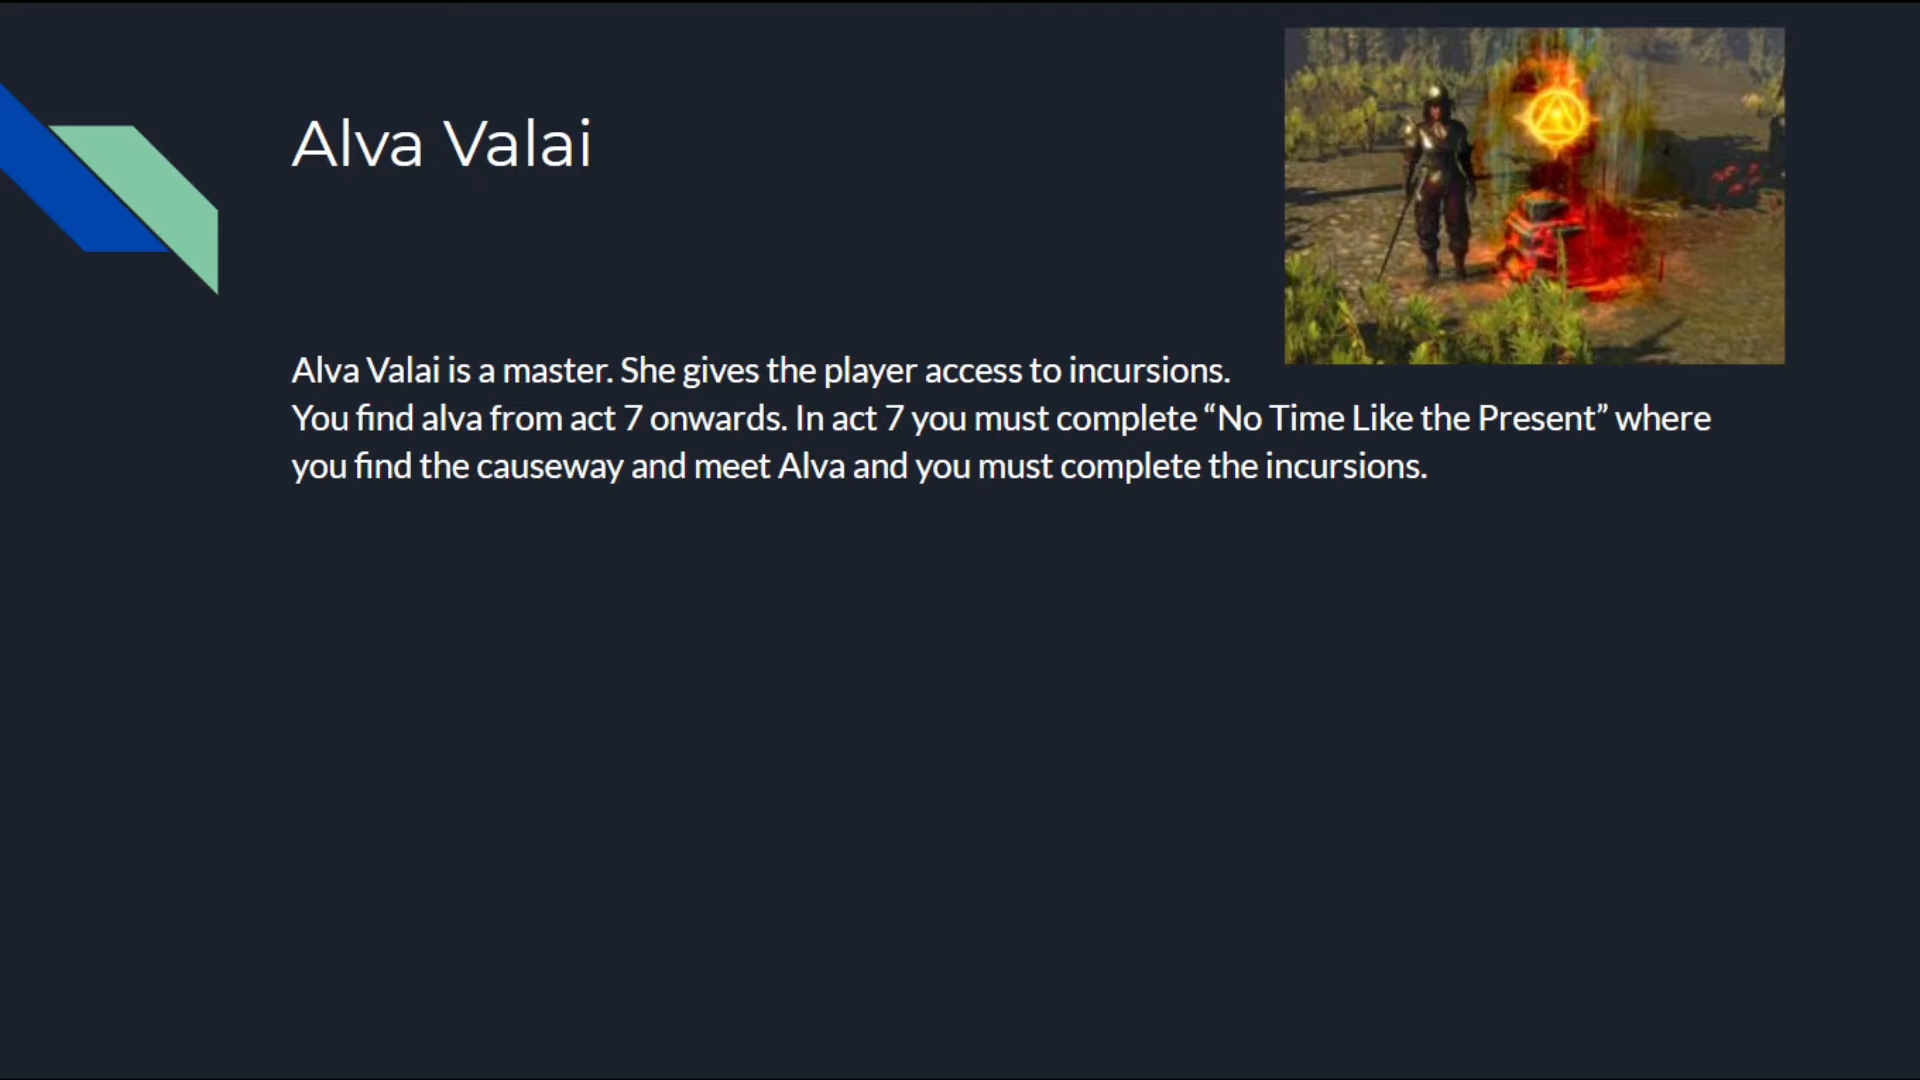 Alva Valai
Alva Valai is a master. She gives the player access to incursions.
You find alva from act 7 onwards. In act 7 you must complete “No Time Like the Present” where
you find the causeway and meet Alva and you must complete the incursions.